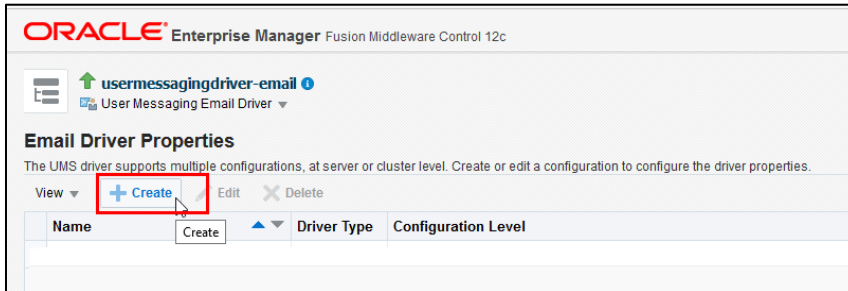 ORACLE Enterprise Manager Fusion Middleware Control 12c
usermessagingdriver-email
User Messaging Email Driver
Email Driver Properties
The UMS driver supports multiple configurations, at server or cluster level. Create or edit a configuration to configure the driver properties.
View Create Edit Delete
Name Driver Type Configuration Level
Create